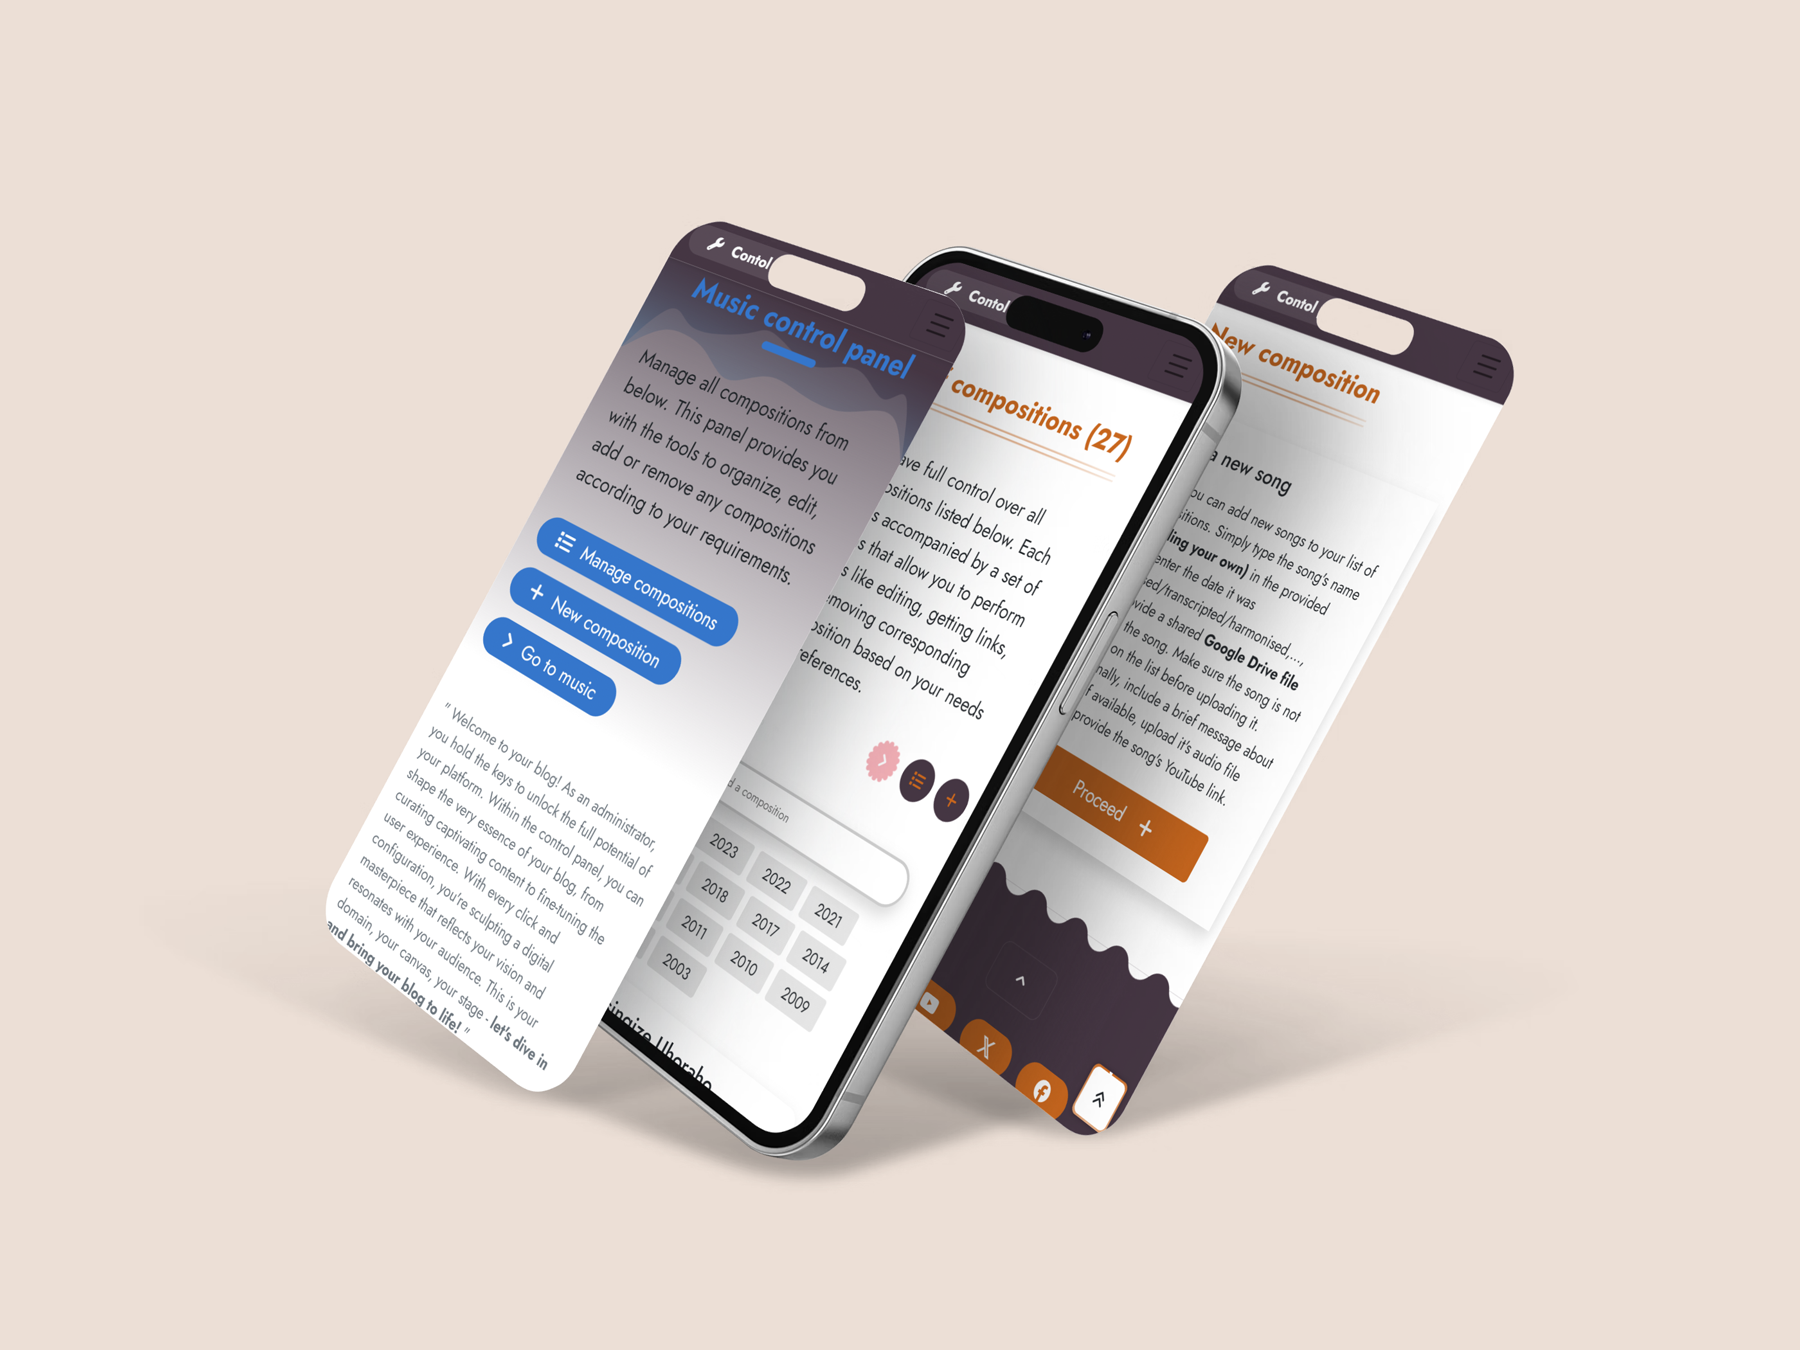 Contol
Music control panel
Manage all compositions from
below. This panel provides you
with the tools to organize, edit,
add or remove any compositions
according to your requirements.
Manage compositions
New composition
Go to music
" Welcome to your blog! As an administrator,
you hold the keys to unlock the full potential of
your platform. Within the control panel, you can
shape the very essence of your blog, from
curating captivating content to fine-tuning the
user experience. With every click and
configuration, you're sculpting a digital
masterpiece that reflects your vision and
resonates with your audience. This is your
domain, your canvas, your stage - let's dive in
and bring your blog to life! "
Contol
compositions (27)
ave full control over all
ositions listed below. Each
s accompanied by a set of
s that allow you to perform
s like editing, getting links,
moving corresponding
osition based on your needs
references.
d a composition
2023 2022 2021
2018 2017 2014
2011 2010 2009
2003
Uhoraho
Contol
New composition
a new song
ou can add new songs to your list of
sitions. Simply type the song's name
ling your own) in the provided
enter the date it was
sed/transcripted/harmonised,...,
vide a shared Google Drive file
the song. Make sure the song is not
on the list before uploading it.
nally, include a brief message about
f available, upload it's audio file
provide the song's YouTube link.
Proceed